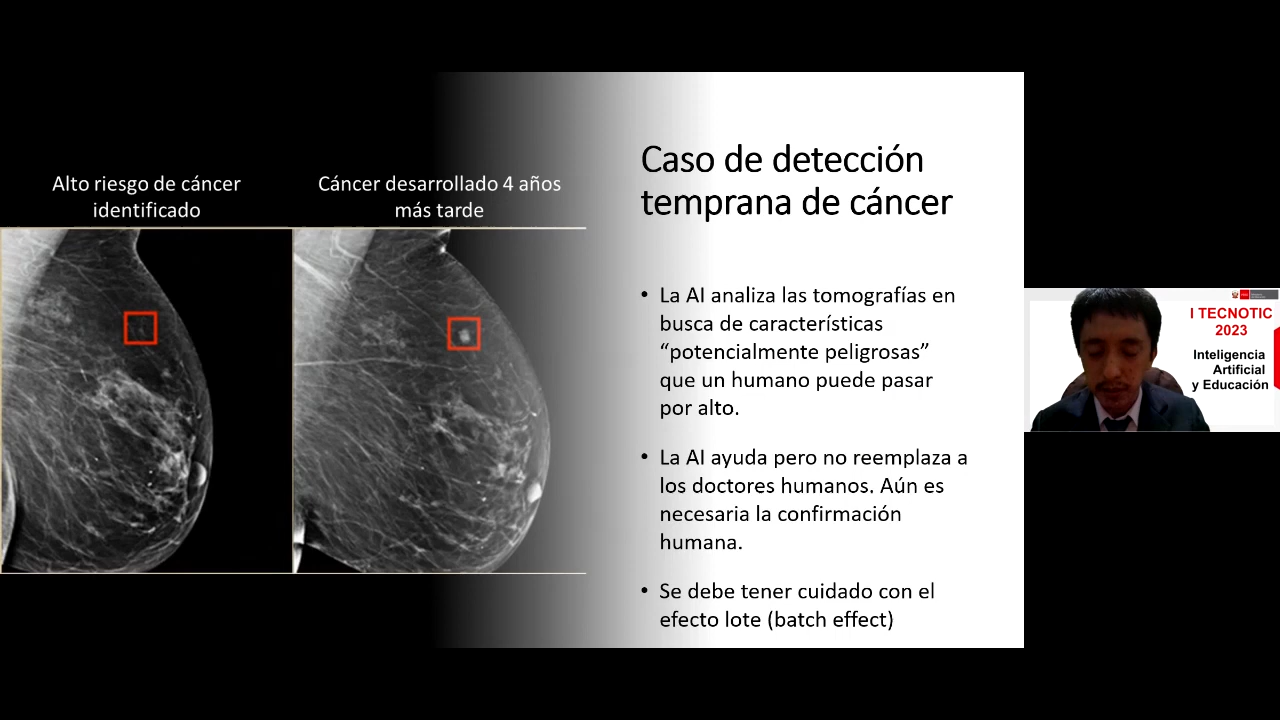 Alto riesgo de cáncer
identificado
Cáncer desarrollado 4 años
más tarde
Caso de detección
temprana de cáncer
• La AI analiza las tomografías en
busca de características
“potencialmente peligrosas”
que un humano puede pasar
por alto.
• La AI ayuda pero no reemplaza a
los doctores humanos. Aún es
necesaria la confirmación
humana.
• Se debe tener cuidado con el
efecto lote (batch effect)
I TECNOTIC
2023
Inteligencia
Artificial
y Educación